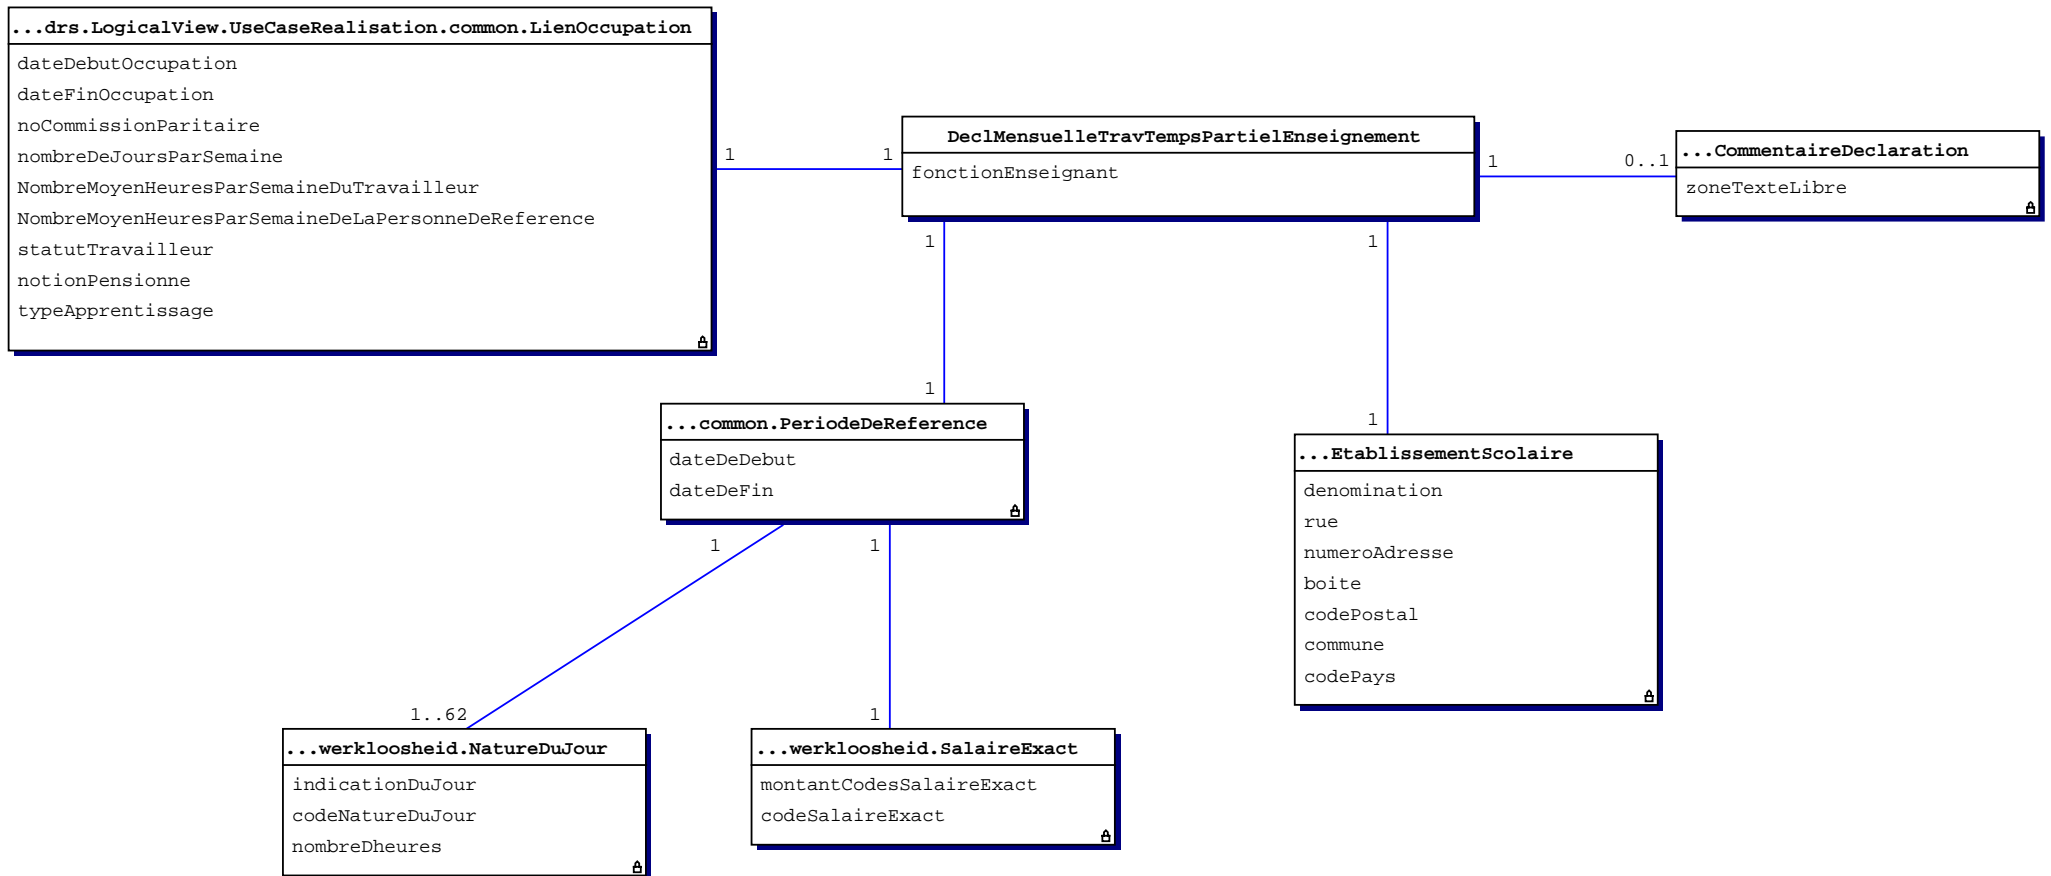 ...drs.LogicalView.UseCaseRealisation.common.LienOccupation
dateDebutOccupation
dateFinOccupation
noCommissionParitaire
nombreDeJoursParSemaine
NombreMoyenHeuresParSemaineDuTravailleur
NombreMoyenHeuresParSemaineDeLaPersonneDeReference
statutTravailleur
notionPensionne
typeApprentissage
1
1
DeclMensuelleTravTempsPartielEnseignement
fonctionEnseignant
1
0..1
...CommentaireDeclaration
zoneTexteLibre
1
1
1
1
...common.PeriodeDeReference
dateDeDebut
dateDeFin
...EtablissementScolaire
denomination
rue
numeroAdresse
boite
codePostal
commune
codePays
1
1
1..62
1
...werkloosheid.NatureDuJour
indicationDuJour
codeNatureDuJour
nombreDheures
...werkloosheid.SalaireExact
montantCodesSalaireExact
codeSalaireExact